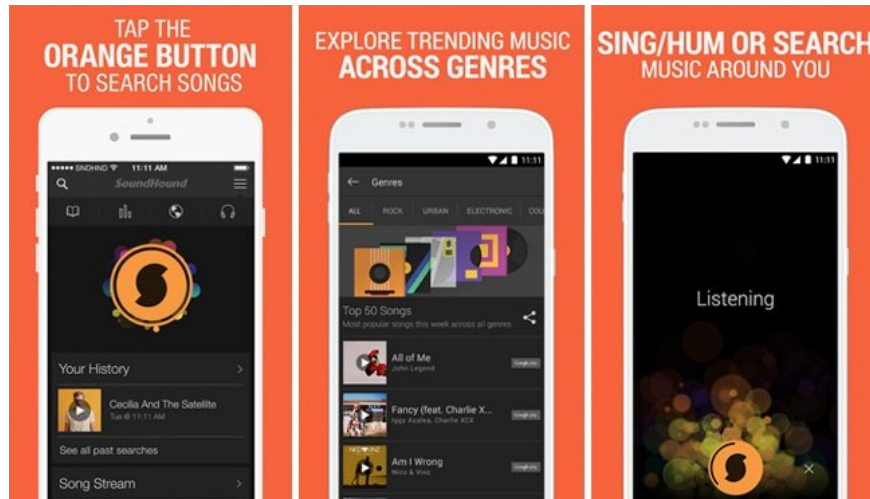 TAP THE
ORANGE BUTTON
TO SEARCH SONGS
SNDHND 11:11 AM
SoundHound
Your History
Cecilia And The Satellite
Tue @ 11:11 AM
See all past searches
Song Stream
EXPLORE TRENDING MUSIC
ACROSS GENRES
11:11
Genres
ALL ROCK URBAN ELECTRONIC COU
Top 50 Songs
Most popular songs this week across all genres
All of Me
John Legend
Fancy (feat. Charlie X...
Iggy Azalea, Charlie XCX
Am I Wrong
Nico & Vinz
SING/HUM OR SEARCH
MUSIC AROUND YOU
11:11
Listening